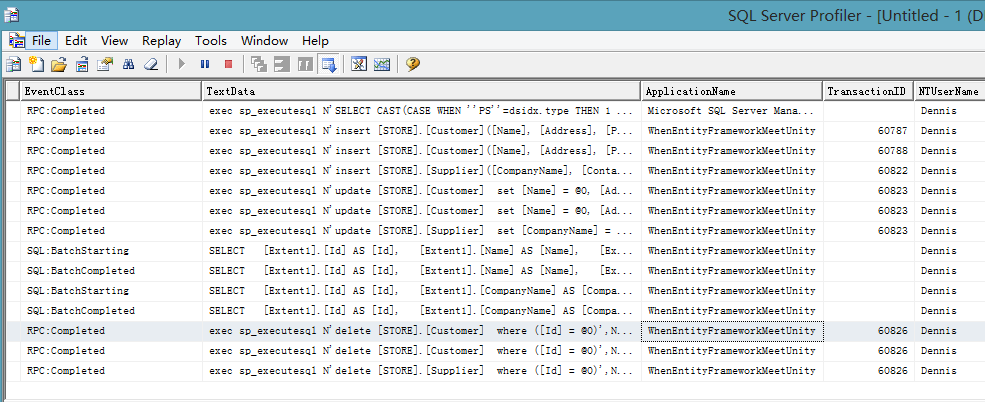 SQL Server Profiler - [Untitled - 1 (D
File Edit View Replay Tools Window Help
EventClass TextData ApplicationName TransactionID NTUserName
RPC:Completed exec sp_executesql N'SELECT CAST(CASE WHEN ''PS''=dsidx.type THEN 1 ... Microsoft SQL Server Mana... Dennis
RPC:Completed exec sp_executesql N'insert [STORE].[Customer]([Name], [Address], [P... WhenEntityFrameworkMeetUnity 60787 Dennis
RPC:Completed exec sp_executesql N'insert [STORE].[Customer]([Name], [Address], [P... WhenEntityFrameworkMeetUnity 60788 Dennis
RPC:Completed exec sp_executesql N'insert [STORE].[Supplier]([CompanyName], [Conta... WhenEntityFrameworkMeetUnity 60822 Dennis
RPC:Completed exec sp_executesql N'update [STORE].[Customer] set [Name] = @0, [Ad... WhenEntityFrameworkMeetUnity 60823 Dennis
RPC:Completed exec sp_executesql N'update [STORE].[Customer] set [Name] = @0, [Ad... WhenEntityFrameworkMeetUnity 60823 Dennis
RPC:Completed exec sp_executesql N'update [STORE].[Supplier] set [CompanyName] = ... WhenEntityFrameworkMeetUnity 60823 Dennis
SQL:BatchStarting SELECT [Extent1].[Id] AS [Id], [Extent1].[Name] AS [Name], [Ex... WhenEntityFrameworkMeetUnity Dennis
SQL:BatchCompleted SELECT [Extent1].[Id] AS [Id], [Extent1].[Name] AS [Name], [Ex... WhenEntityFrameworkMeetUnity Dennis
SQL:BatchStarting SELECT [Extent1].[Id] AS [Id], [Extent1].[CompanyName] AS [Compa... WhenEntityFrameworkMeetUnity Dennis
SQL:BatchCompleted SELECT [Extent1].[Id] AS [Id], [Extent1].[CompanyName] AS [Compa... WhenEntityFrameworkMeetUnity Dennis
RPC:Completed exec sp_executesql N'delete [STORE].[Customer] where ([Id] = @0)',N... WhenEntityFrameworkMeetUnity 60826 Dennis
RPC:Completed exec sp_executesql N'delete [STORE].[Customer] where ([Id] = @0)',N... WhenEntityFrameworkMeetUnity 60826 Dennis
RPC:Completed exec sp_executesql N'delete [STORE].[Supplier] where ([Id] = @0)',N... WhenEntityFrameworkMeetUnity 60826 Dennis